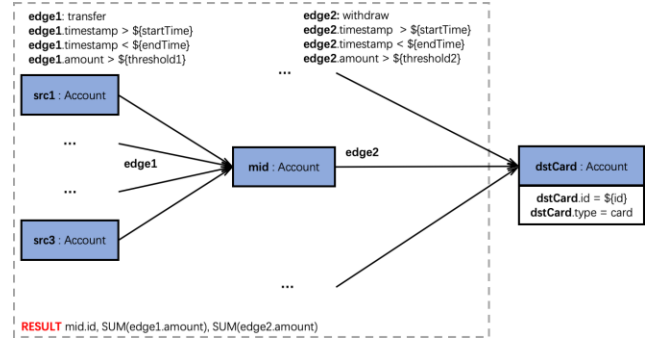 edge1: transfer
edge1.timestamp > ${startTime}
edge1.timestamp < ${endTime}
edge1.amount > ${threshold1}
edge2: withdraw
edge2.timestamp > ${startTime}
edge2.timestamp < ${endTime}
edge2.amount > ${threshold2}
...
src1 : Account
...
edge1
...
src3 : Account
mid : Account
edge2
...
dstCard : Account
dstCard.id = ${id}
dstCard.type = card
RESULT mid.id, SUM(edge1.amount), SUM(edge2.amount)